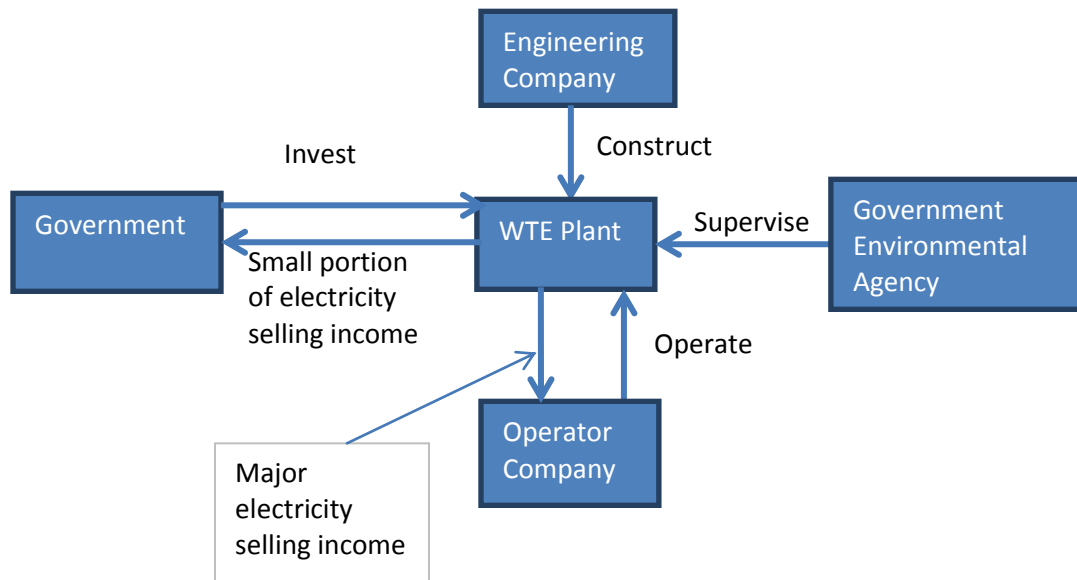 Engineering
Company
Invest
Construct
Government
WTE Plant
Supervise
Government
Environmental
Agency
Small portion
of electricity
selling income
Operate
Operator
Company
Major
electricity
selling income